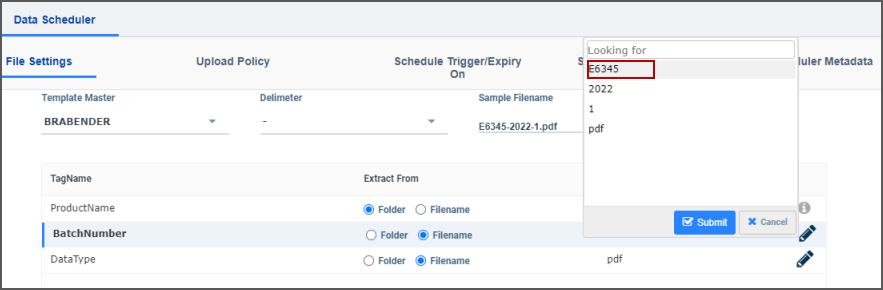 Data Scheduler
File Settings
Upload Policy
Schedule Trigger/Expiry
On
S
uler Metadata
Template Master
Delimeter
Sample Filename
BRABENDER
-
E6345-2022-1.pdf
Looking for
E6345
2022
1
pdf
Submit
Cancel
TagName
Extract From
ProductName
Folder
Filename
BatchNumber
Folder
Filename
DataType
Folder
Filename
pdf